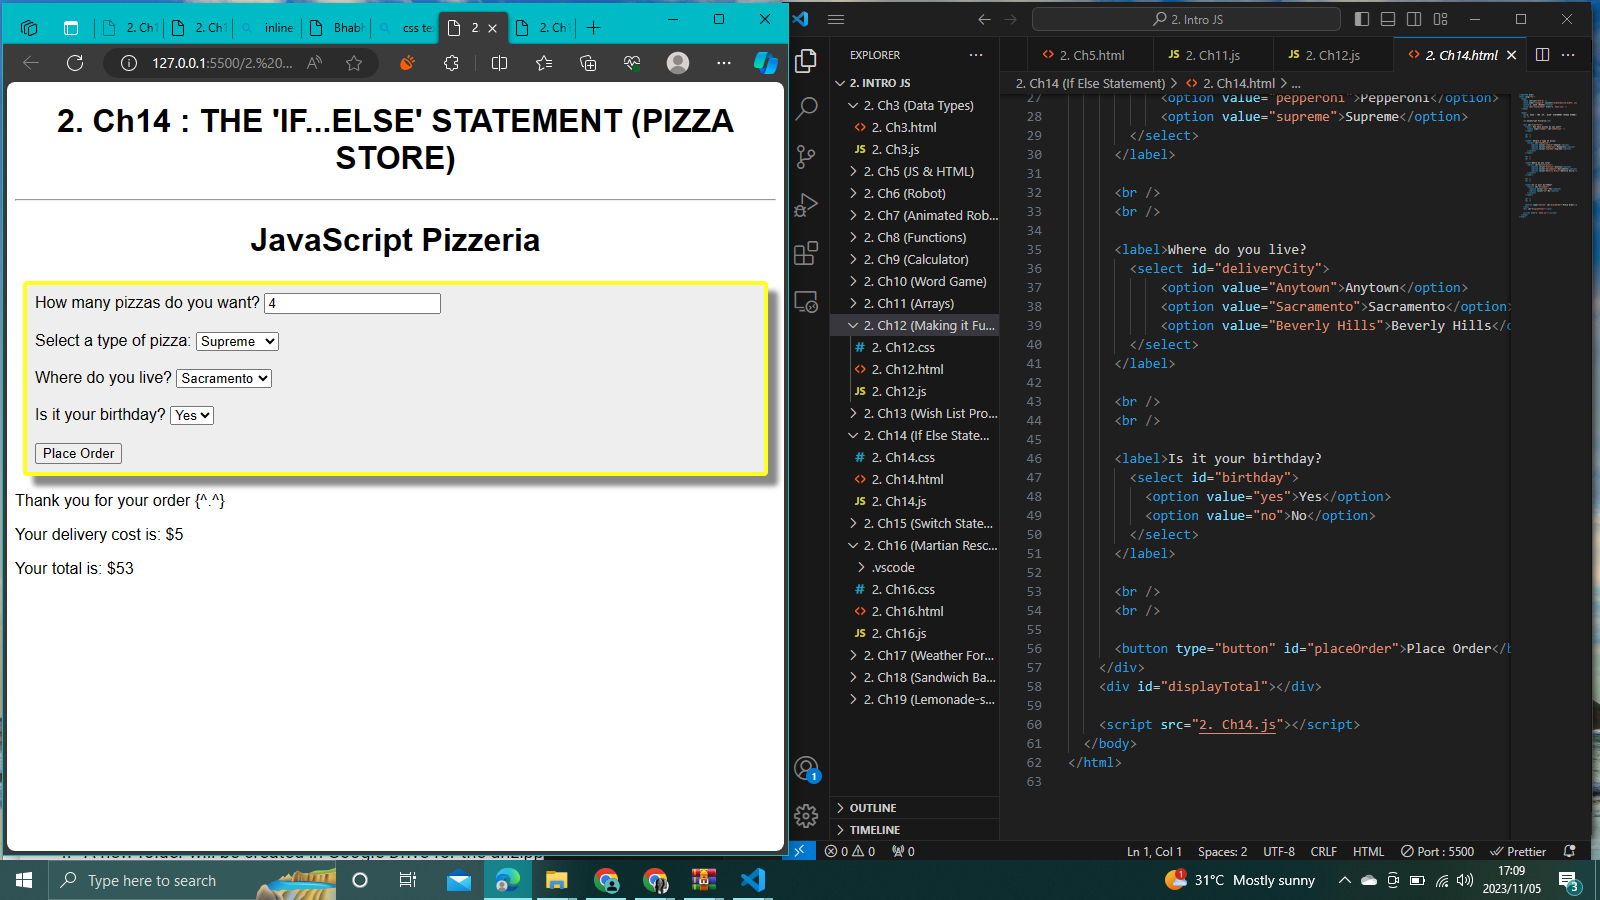 2. Ch1
2. Ch1
inline
Bhabh
css te
2.
2. Ch1
127.0.0.1:5500/2.%20...
2. Ch14 : THE 'IF...ELSE' STATEMENT (PIZZA
STORE)
JavaScript Pizzeria
How many pizzas do you want? 4
Select a type of pizza: Supreme
Where do you live? Sacramento
Is it your birthday? Yes
Place Order
Thank you for your order {^.^}
Your delivery cost is: $5
Your total is: $53
2. Intro JS
EXPLORER
2. INTRO JS
2. Ch3 (Data Types)
2. Ch3.html
JS 2. Ch3.js
2. Ch5 (JS & HTML)
2. Ch6 (Robot)
2. Ch7 (Animated Rob...
2. Ch8 (Functions)
2. Ch9 (Calculator)
2. Ch10 (Word Game)
2. Ch11 (Arrays)
2. Ch12 (Making it Fu...
# 2. Ch12.css
2. Ch12.html
JS 2. Ch12.js
2. Ch13 (Wish List Pro...
2. Ch14 (If Else State...
# 2. Ch14.css
2. Ch14.html
JS 2. Ch14.js
2. Ch15 (Switch State...
2. Ch16 (Martian Resc...
.vscode
# 2. Ch16.css
2. Ch16.html
JS 2. Ch16.js
2. Ch17 (Weather For...
2. Ch18 (Sandwich Ba...
2. Ch19 (Lemonade-s...
OUTLINE
TIMELINE
1
2. Ch5.html
JS 2. Ch11.js
JS 2. Ch12.js
2. Ch14.html
2. Ch14 (If Else Statement) > 2. Ch14.html > ...
27 <option value="pepperoni">Pepperoni</option>
28 <option value="supreme">Supreme</option>
29 </select>
30 </label>
31
32 <br />
33 <br />
34
35 <label>Where do you live?
36 <select id="deliveryCity">
37 <option value="Anytown">Anytown</option>
38 <option value="Sacramento">Sacramento</option
39 <option value="Beverly Hills">Beverly Hills</o
40 </select>
41 </label>
42
43 <br />
44 <br />
45
46 <label>Is it your birthday?
47 <select id="birthday">
48 <option value="yes">Yes</option>
49 <option value="no">No</option>
50 </select>
51 </label>
52
53 <br />
54 <br />
55
56 <button type="button" id="placeOrder">Place Order</b
57 </div>
58 <div id="displayTotal"></div>
59
60 <script src="2. Ch14.js"></script>
61 </body>
62 </html>
63
0 0 0
Ln 1, Col 1
Spaces: 2
UTF-8
CRLF
HTML
Port : 5500
Prettier
Type here to search
1
31°C Mostly sunny
17:09
2023/11/05
3